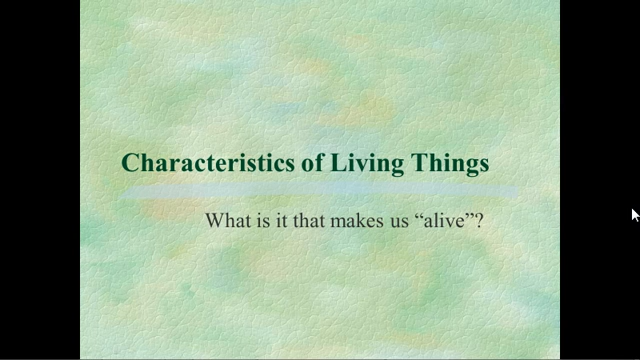 Characteristics of Living Things
What is it that makes us “alive”?